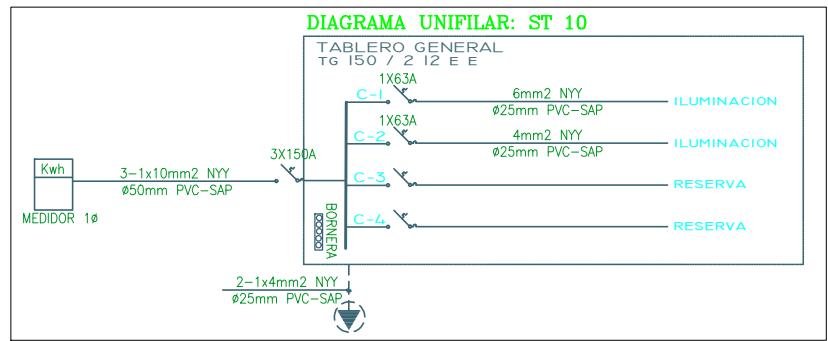 DIAGRAMA UNIFILAR: ST 10
TABLERO GENERAL
TG 150 / 2 12 E E
1X63A
C-1
6mm2 NYY
Ø25mm PVC-SAP
ILUMINACION
1X63A
C-2
4mm2 NYY
Ø25mm PVC-SAP
ILUMINACION
3X150A
Kwh
3-1x10mm2 NYY
Ø50mm PVC-SAP
MEDIDOR 1Ø
C-3
RESERVA
C-4
RESERVA
BORNERA
2-1x4mm2 NYY
Ø25mm PVC-SAP